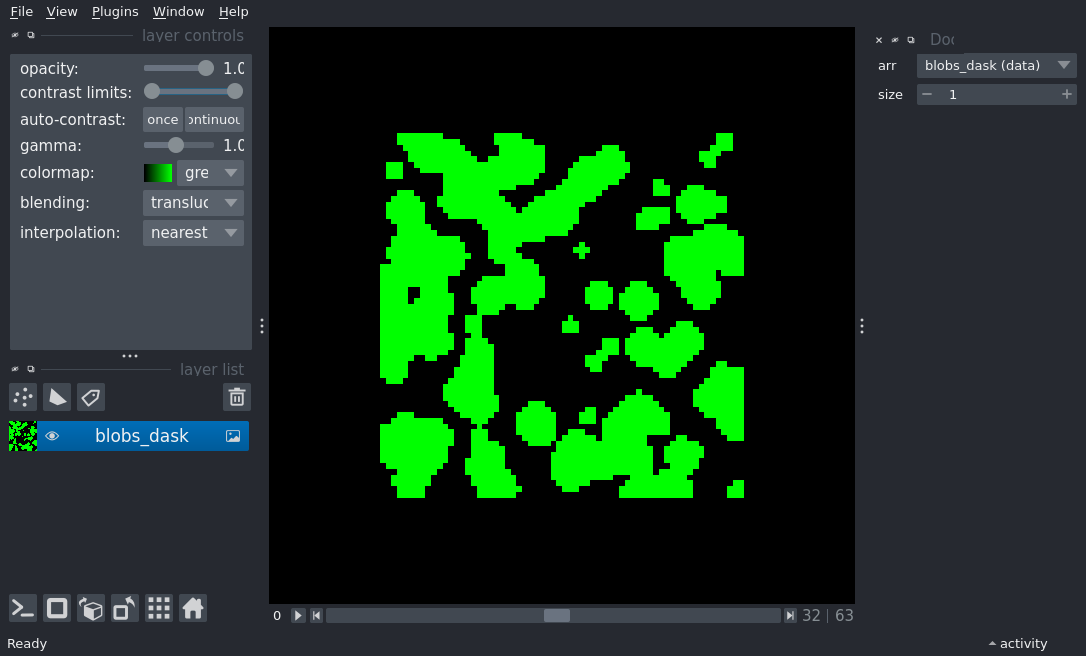 File View Plugins Window Help
layer controls
opacity: 1.0
contrast limits:
auto-contrast: once ontinuou
gamma: 1.0
colormap: gre
blending: transluc
interpolation: nearest
layer list
blobs_dask
0 32 | 63
Ready
Doc
arr blobs_dask (data)
size 1
activity